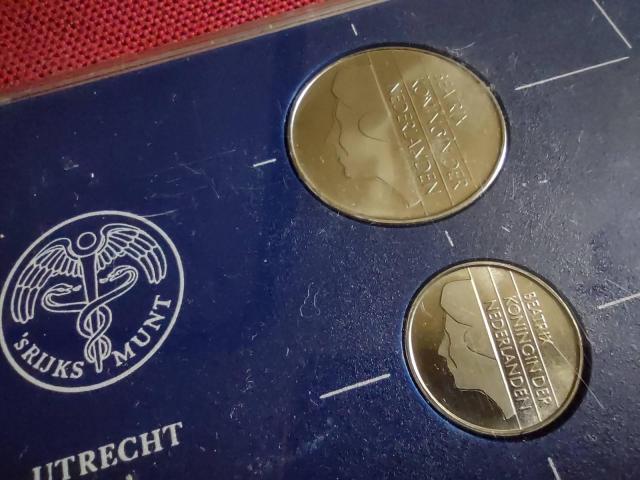 BEATRIX
KONINGIN DER
NEDERLANDEN
BEATRIX
KONINGIN DER
NEDERLANDEN
'sRIJKS MUNT
UTRECHT